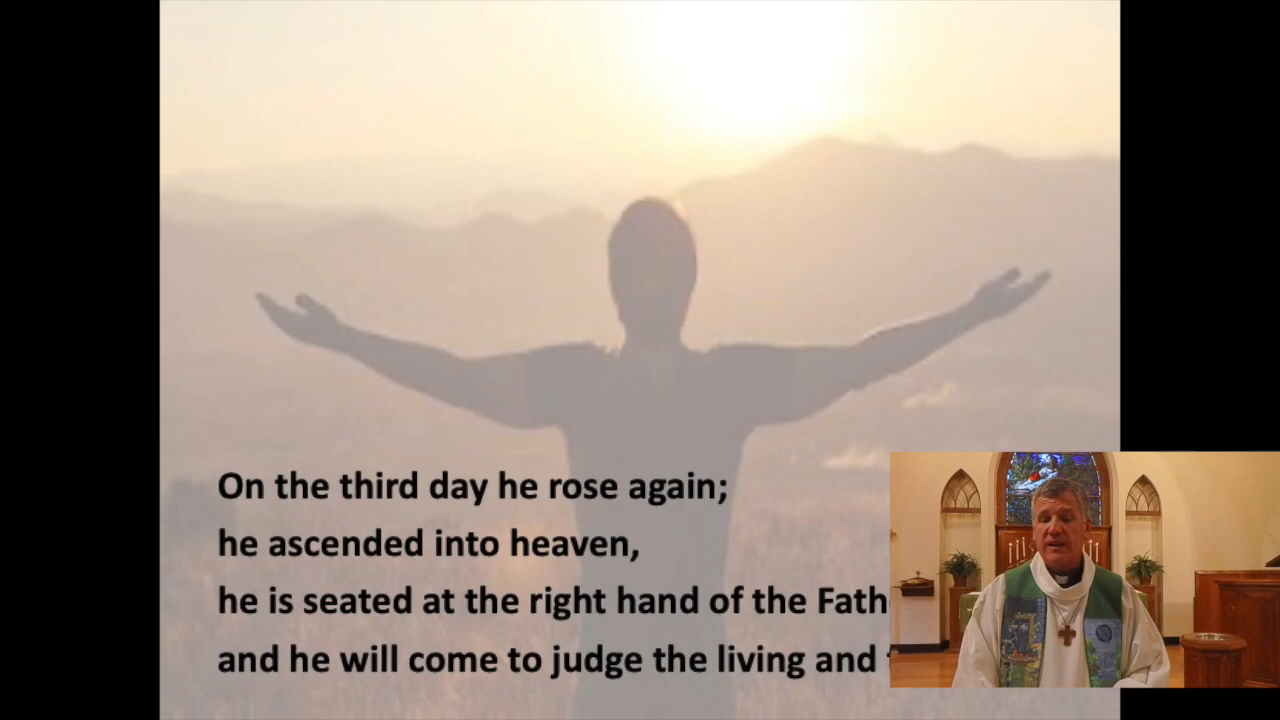 On the third day he rose again;
he ascended into heaven,
he is seated at the right hand of the
and he will come to judge the living and